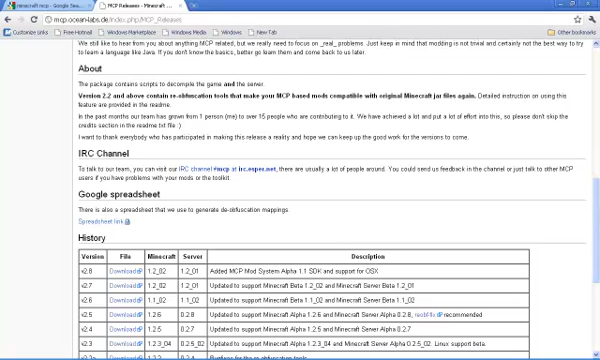 minecraft mcp - Google Sea...
MCP Releases - Minecraft ...
mcp.ocean-labs.de/index.php/MCP_Releases
Customize Links Free Hotmail Windows Marketplace Windows Media Windows Other bookmarks
We still like to hear from you about anything MCP related, but we really need to focus on _real_ problems. Just keep in mind that modding is not trivial and certainly not the best way to
try to learn a language like Java. If you don't know the basics, better go learn them and come back to us later.
About
The package contains scripts to decompile the game and the server
Version 2.2 and above contain re-obfuscation tools that make your MCP based mods compatible with original Minecraft jar files again. Detailed instruction on using this
feature are provided in the readme
In the past months our team has grown from 1 person (me) to over 15 people who are contributing to it. We have achieved a lot and put a lot of effort into this, so please don't skip the
credits section in the readme.txt file :)
I want to thank everybody who has participated in making this release a reality and hope we can keep up the good work for the versions to come.
IRC Channel
To talk to our team, you can visit our IRC channel #mcp at irc.esper.net, there are usually a lot of people around. You could send us feedback in the channel or just talk to other MCP
users if you have problems with your mods or the toolkit.
Google spreadsheet
There is also a spreadsheet that we use to generate de-obfuscation mappings
Spreadsheet link
History
Version File Minecraft Server Description
v2.8 Download 1.2_02 1.2_01 Added MCP Mod System Alpha 1.1 SDK and support for OSX
v2.7 Download 1.2_02 1.2_01 Updated to support Minecraft Beta 1.2_02 and Minecraft Server Beta 1.2_01
v2.6 Download 1.1_02 1.1_02 Updated to support Minecraft Beta 1.1_02 and Minecraft Server Beta 1.1_02
v2.5 Download 1.2.6 0.2.8 Updated to support Minecraft Alpha 1.2.6 and Minecraft Server Alpha 0.2.8, reobf-fix recommended
v2.4 Download 1.2.5 0.2.7 Updated to support Minecraft Alpha 1.2.5 and Minecraft Server Alpha 0.2.7
v2.3 Download 1.2.3_04 0.2.5_02 Updated to support Minecraft Alpha 1.2.3_04 and Minecraft Server Alpha 0.2.5_02. Linux support beta.